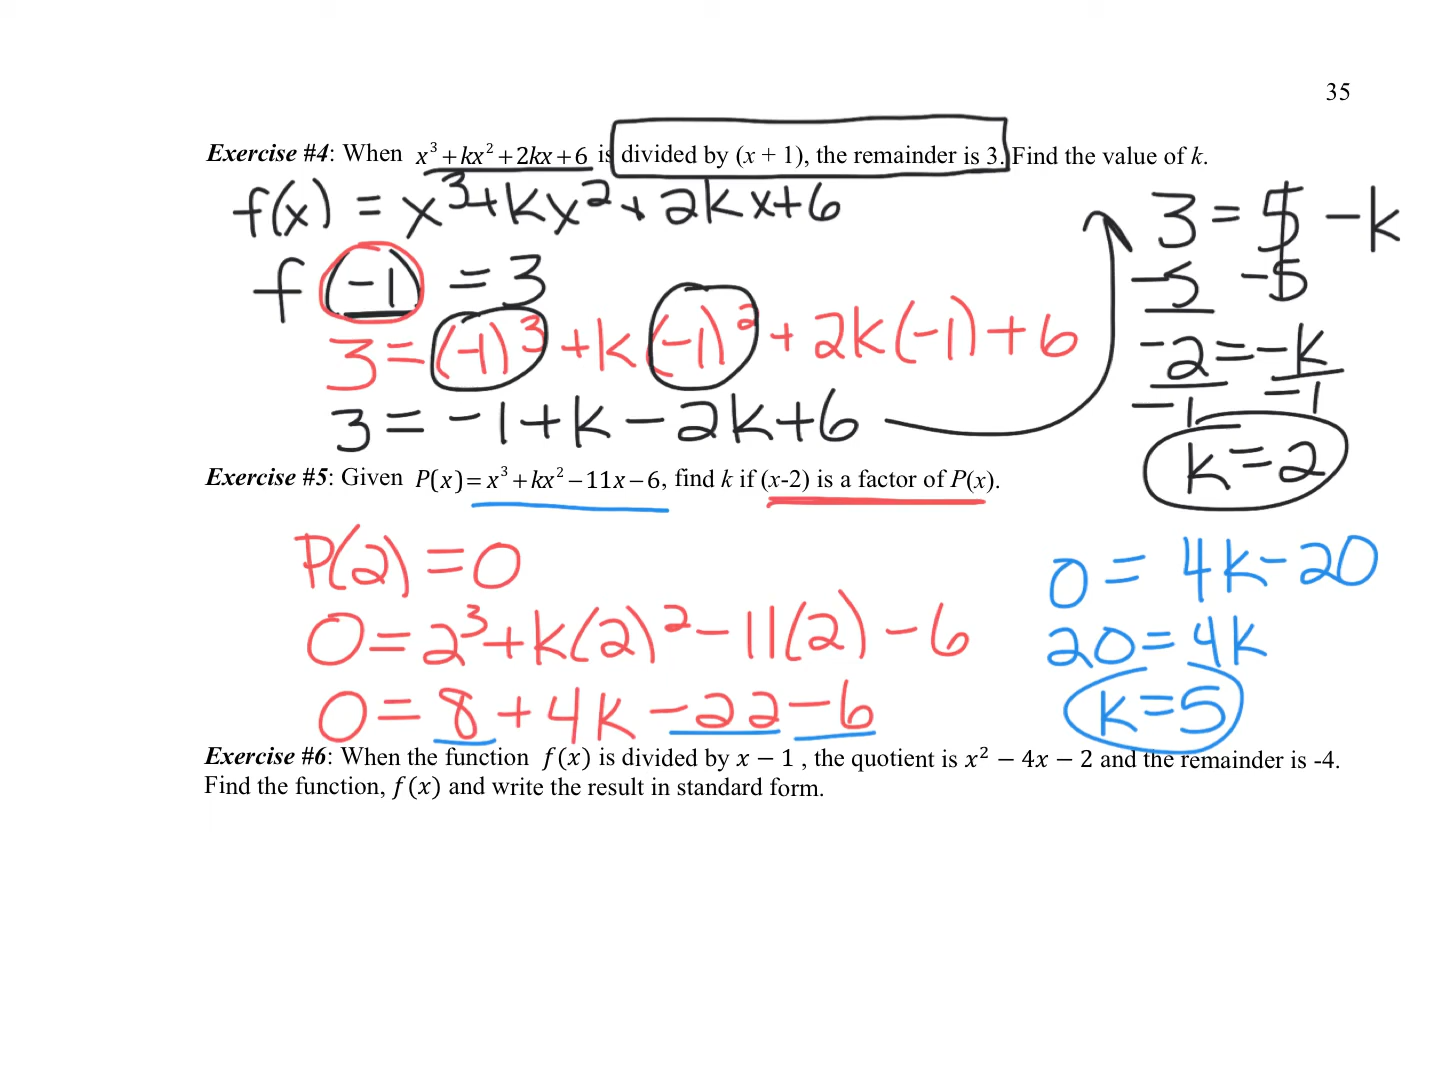 35
Exercise #4: When x³+kx²+2kx+6 is divided by (x + 1), the remainder is 3. Find the value of k.
f(x) = x³+kx²+2kx+6
f(-1) = 3
3=(-1)³+k(-1)²+2k(-1)+6
3=-1+k-2k+6
3=5-k
-5 -5
-2=-k
-1 -1
k=2
Exercise #5: Given P(x)=x³+kx²−11x−6, find k if (x-2) is a factor of P(x).
P(2)=0
0=2³+k(2)²-11(2)-6
0=8+4k-22-6
0=4k-20
20=4k
k=5
Exercise #6: When the function f(x) is divided by x − 1 , the quotient is x² − 4x − 2 and the remainder is -4.
Find the function, f(x) and write the result in standard form.